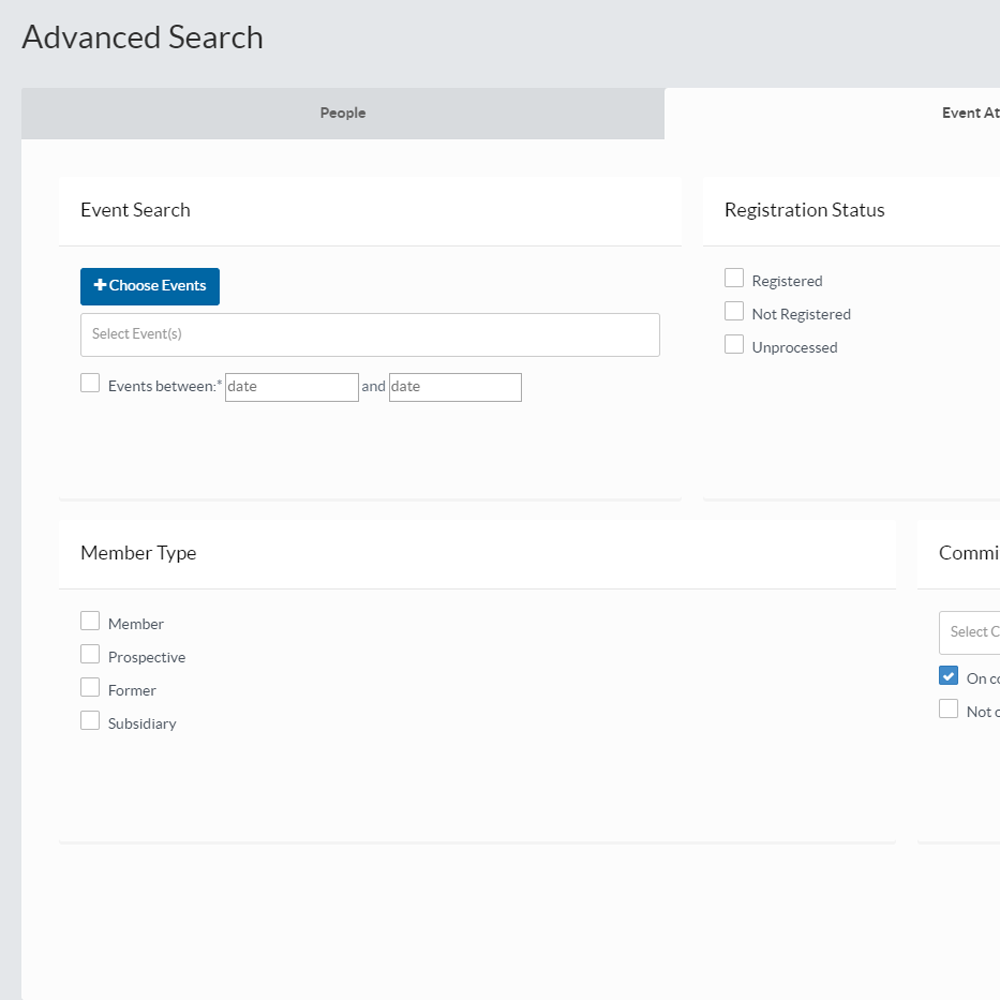 Advanced Search
People
Event At
Event Search
Registration Status
Choose Events
Select Event(s)
Events between:* date and date
Registered
Not Registered
Unprocessed
Member Type
Commi
Member
Prospective
Former
Subsidiary
Select C
On co
Not o